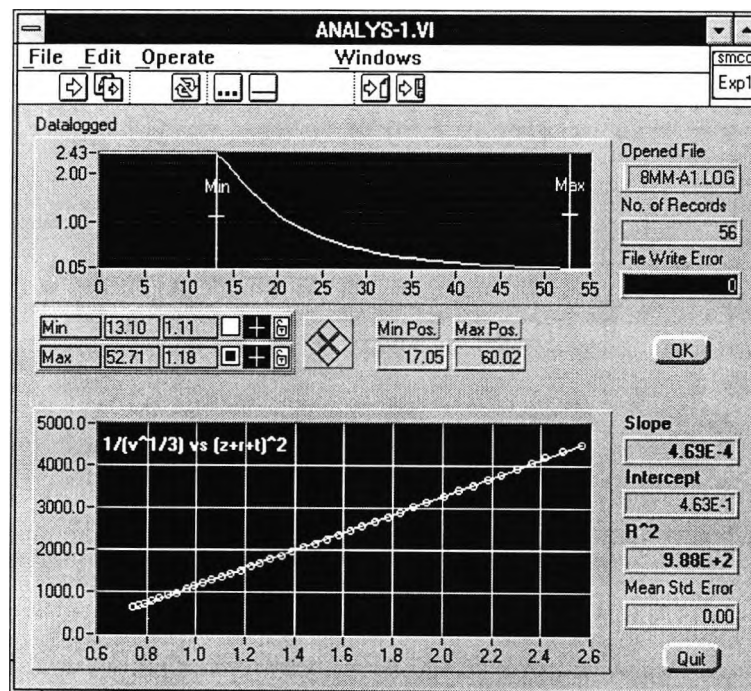 ANALYS-1.VI
File Edit Operate Windows
smcc
Exp1
Datalogged
2.43
2.00
1.00
0.05
Min
Max
0 5 10 15 20 25 30 35 40 45 50 55
Opened File
8MM-A1.LOG
No. of Records
56
File Write Error
0
Min 13.10 1.11
Max 52.71 1.18
Min Pos. Max Pos.
17.05 60.02
OK
5000.0
4000.0
3000.0
2000.0
1000.0
0.0
1/(v^1/3) vs (z+r+t)^2
0.6 0.8 1.0 1.2 1.4 1.6 1.8 2.0 2.2 2.4 2.6
Slope
4.69E-4
Intercept
4.63E-1
R^2
9.88E+2
Mean Std. Error
0.00
Quit